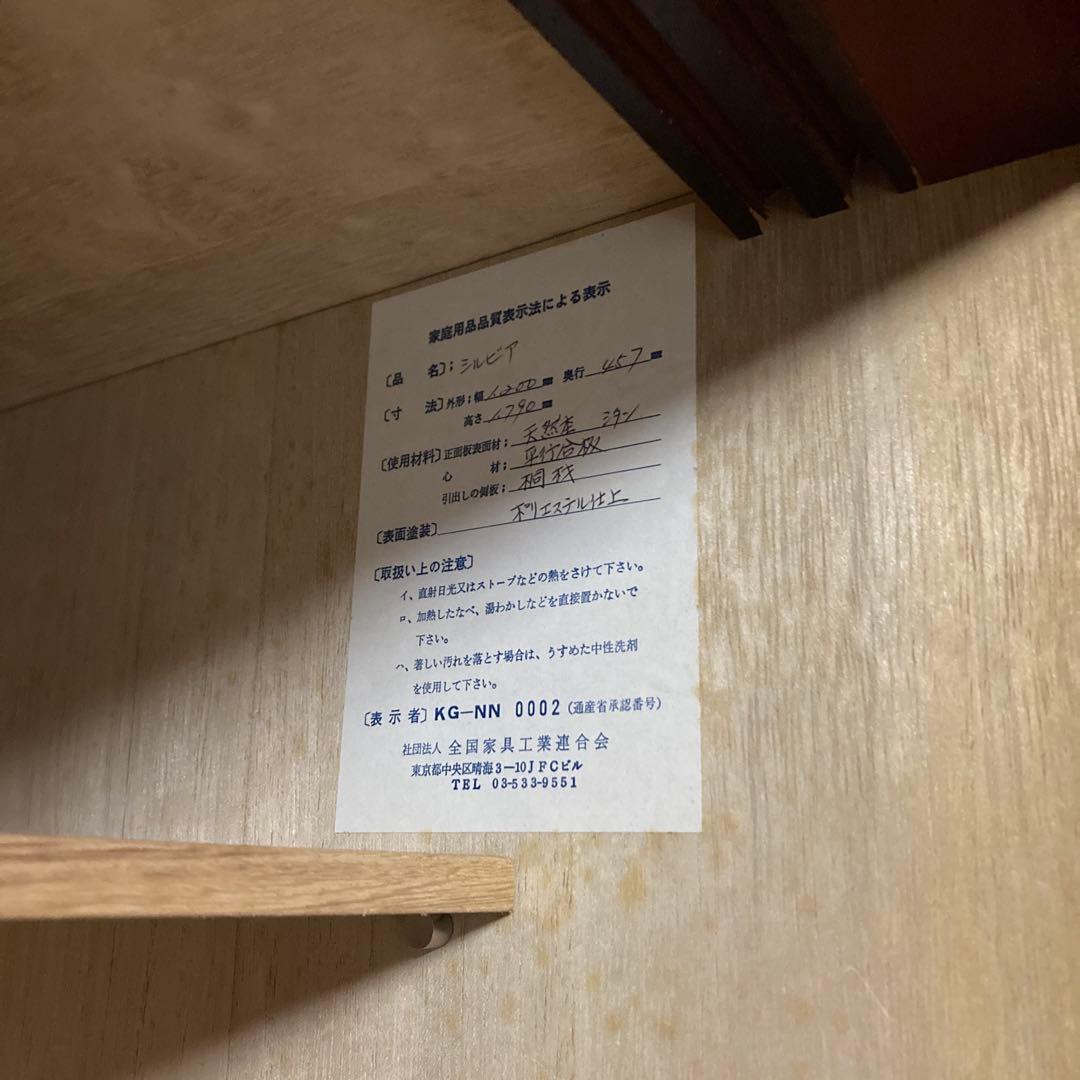 家庭用品品質表示法による表示
〔品　名〕; シルビア
〔寸　法〕外形; 幅 1200 ㎜ 奥行 457 ㎜
高さ 1790 ㎜
〔使用材料〕正面板表面材; 天然杢 シタン
心　材; 平行合板
引出しの側板; 桐材
〔表面塗装〕 ポリエステル仕上
〔取扱い上の注意〕
イ、直射日光又はストーブなどの熱をさけて下さい。
ロ、加熱したなべ、湯わかしなどを直接置かないで
下さい。
ハ、著しい汚れを落とす場合は、うすめた中性洗剤
を使用して下さい。
〔表示者〕KG—NN 0002（通産省承認番号）
社団法人 全国家具工業連合会
東京都中央区晴海3—10JFCビル
TEL 03-533-9551